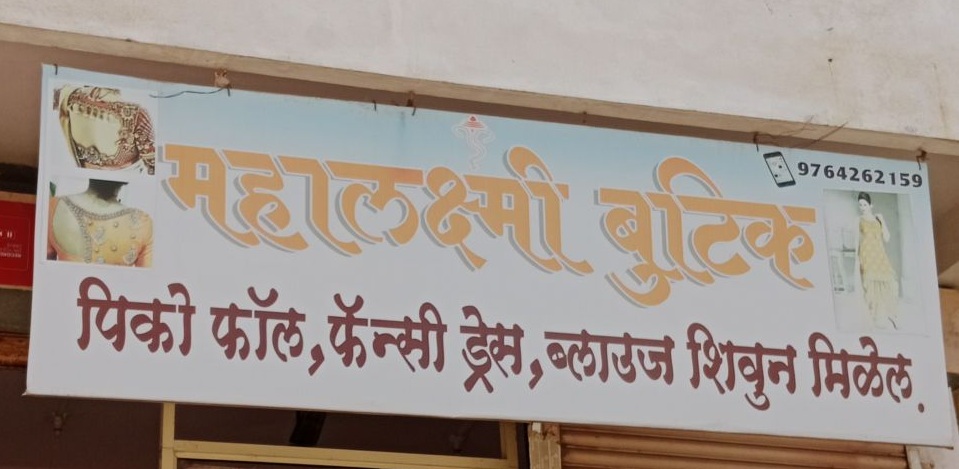 9764262159
महालक्ष्मी बुटिक
पिको फॉल, फॅन्सी ड्रेस, ब्लाउज शिवुन मिळेल.